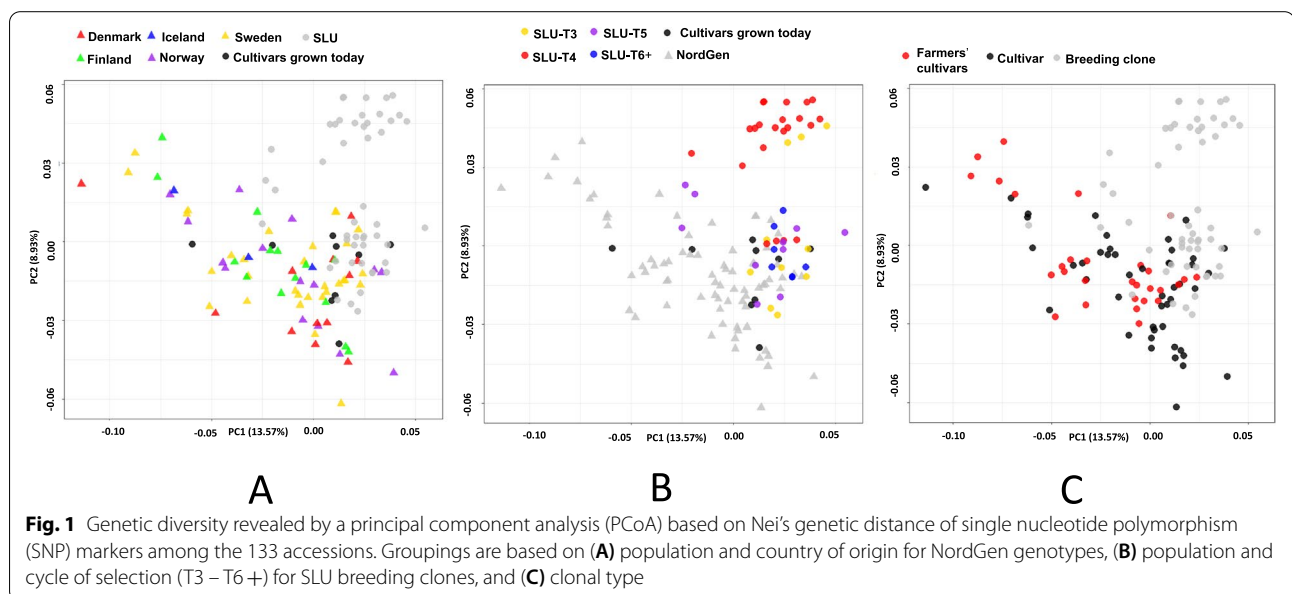 Denmark Iceland Sweden SLU
Finland Norway Cultivars grown today
PC2 (8.93%)
0.06
0.03
0.00
-0.03
-0.06
-0.10 -0.05 PC1 (13.57%) 0.00 0.05
A
SLU-T3 SLU-T5 Cultivars grown today
SLU-T4 SLU-T6+ NordGen
PC2 (8.93%)
0.06
0.03
0.00
-0.03
-0.06
-0.10 -0.05 PC1 (13.57%) 0.00 0.05
B
Farmers' cultivars Cultivar Breeding clone
PC2 (8.93%)
0.06
0.03
0.00
-0.03
-0.06
-0.10 -0.05 PC1 (13.57%) 0.00 0.05
C
Fig. 1 Genetic diversity revealed by a principal component analysis (PCoA) based on Nei's genetic distance of single nucleotide polymorphism
(SNP) markers among the 133 accessions. Groupings are based on (A) population and country of origin for NordGen genotypes, (B) population and
cycle of selection (T3 – T6 +) for SLU breeding clones, and (C) clonal type